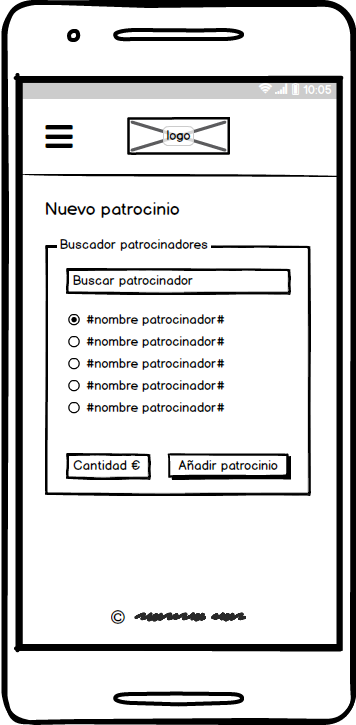 10:05
logo
Nuevo patrocinio
Buscador patrocinadores
Buscar patrocinador
#nombre patrocinador#
#nombre patrocinador#
#nombre patrocinador#
#nombre patrocinador#
#nombre patrocinador#
Cantidad € Añadir patrocinio
©